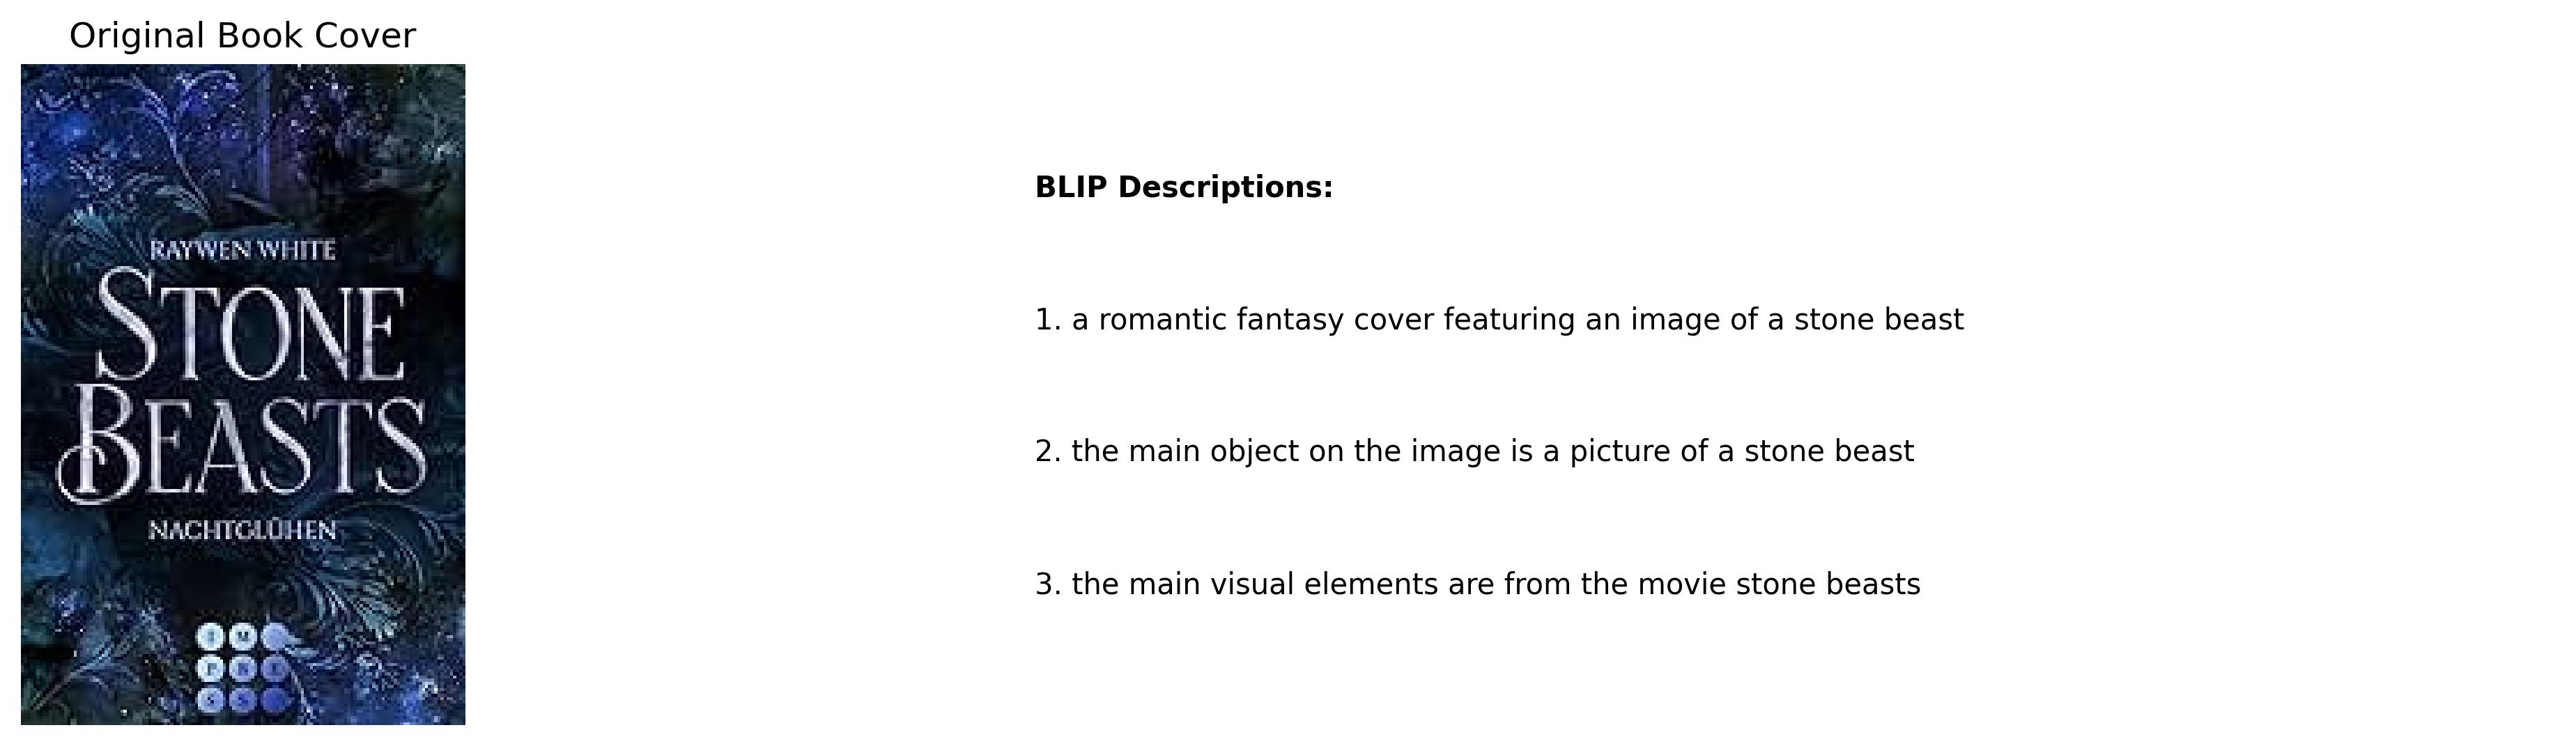 Original Book Cover
RAYWEN WHITE
STONE
BEASTS
NACHTGLÜHEN
I M
P R E
S S
BLIP Descriptions:
1. a romantic fantasy cover featuring an image of a stone beast
2. the main object on the image is a picture of a stone beast
3. the main visual elements are from the movie stone beasts